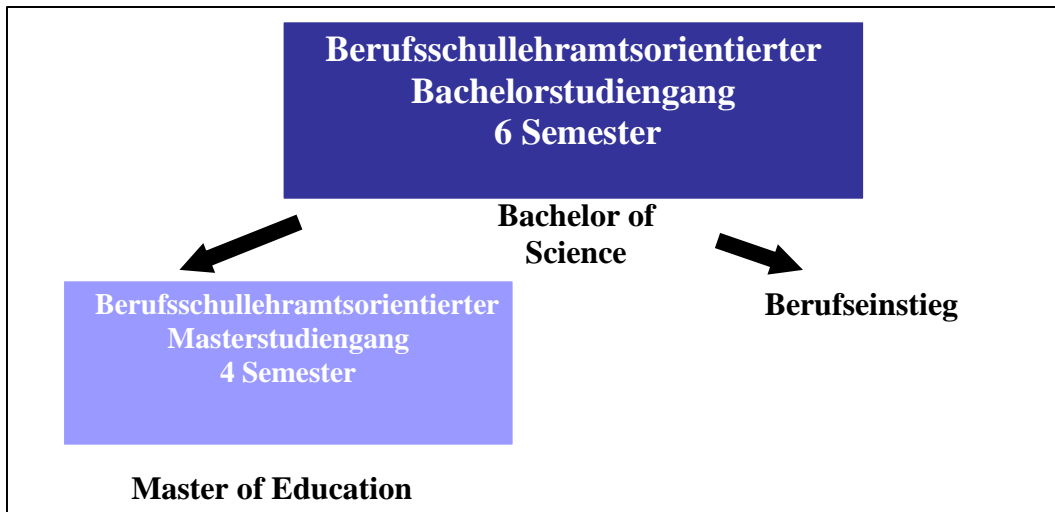 Berufsschullehramtsorientierter
Bachelorstudiengang
6 Semester
Bachelor of
Science
Berufsschullehramtsorientierter
Masterstudiengang
4 Semester
Berufseinstieg
Master of Education